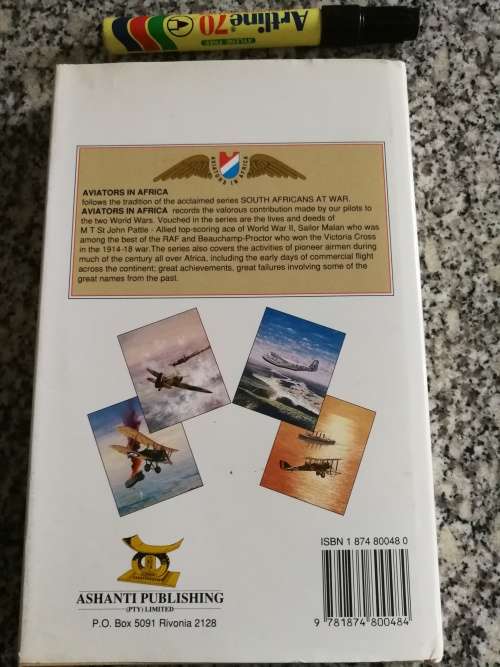 Artline 70
XYLENE FREE
AVIATORS IN AFRICA
AVIATORS IN AFRICA
follows the tradition of the acclaimed series SOUTH AFRICANS AT WAR.
AVIATORS IN AFRICA records the valorous contribution made by our pilots to
the two World Wars. Vouched in the series are the lives and deeds of
M T St John Pattle - Allied top-scoring ace of World War II, Sailor Malan who was
among the best of the RAF and Beauchamp-Proctor who won the Victoria Cross
in the 1914-18 war.The series also covers the activities of pioneer airmen during
much of the century all over Africa, including the early days of commercial flight
across the continent; great achievements, great failures involving some of the
great names from the past.
ISBN 1 874 80048 0
9 781874 800484
ASHANTI PUBLISHING
(PTY) LIMITED
P.O. Box 5091 Rivonia 2128